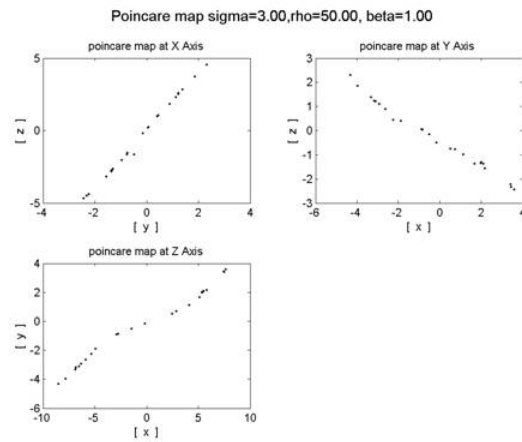 Poincare map sigma=3.00,rho=50.00, beta=1.00
poincare map at X Axis
5
0
-5
[ z ]
-4 -2 0 2 4
[ y ]
poincare map at Y Axis
3
2
1
0
-1
-2
-3
[ z ]
-6 -4 -2 0 2 4
[ x ]
poincare map at Z Axis
4
2
0
-2
-4
-6
[ y ]
-10 -5 0 5 10
[ x ]